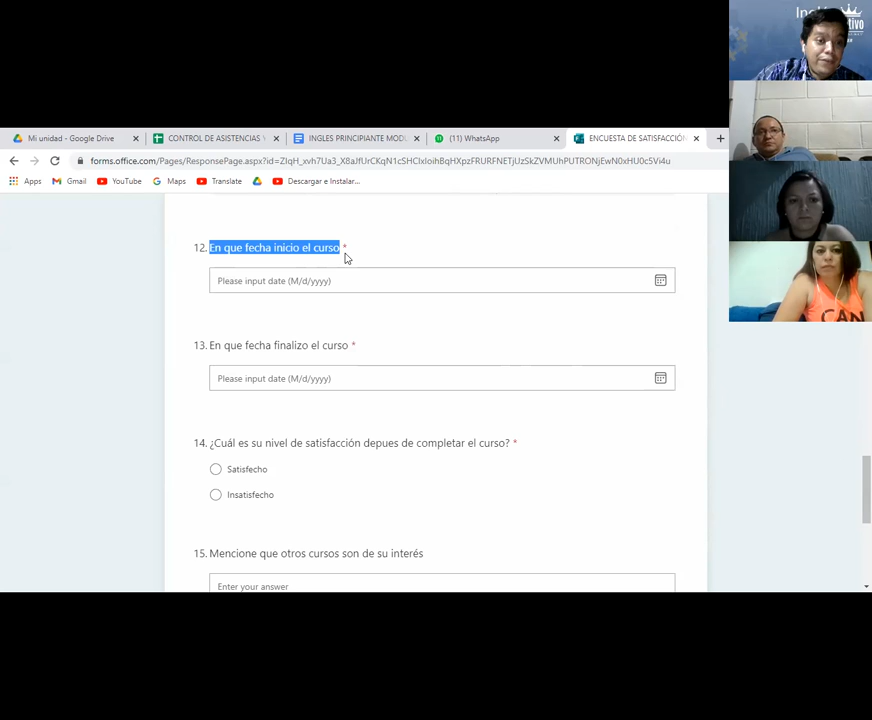 Mi unidad - Google Drive
CONTROL DE ASISTENCIAS Y
INGLES PRINCIPIANTE MODU
(11) WhatsApp
ENCUESTA DE SATISFACCIÓN
forms.office.com/Pages/ResponsePage.aspx?id=ZIqH_xvh7Ua3_X8aJfUrCKqN1cSHCIxIoihBqHXpzFRURFNETjUzSkZVMUhPUTRONjEwN0xHU0c5Vi4u
Apps
Gmail
YouTube
Maps
Translate
Descargar e Instalar...
12. En que fecha inicio el curso *
Please input date (M/d/yyyy)
13. En que fecha finalizo el curso *
Please input date (M/d/yyyy)
14. ¿Cuál es su nivel de satisfacción depues de completar el curso? *
Satisfecho
Insatisfecho
15. Mencione que otros cursos son de su interés
Enter your answer